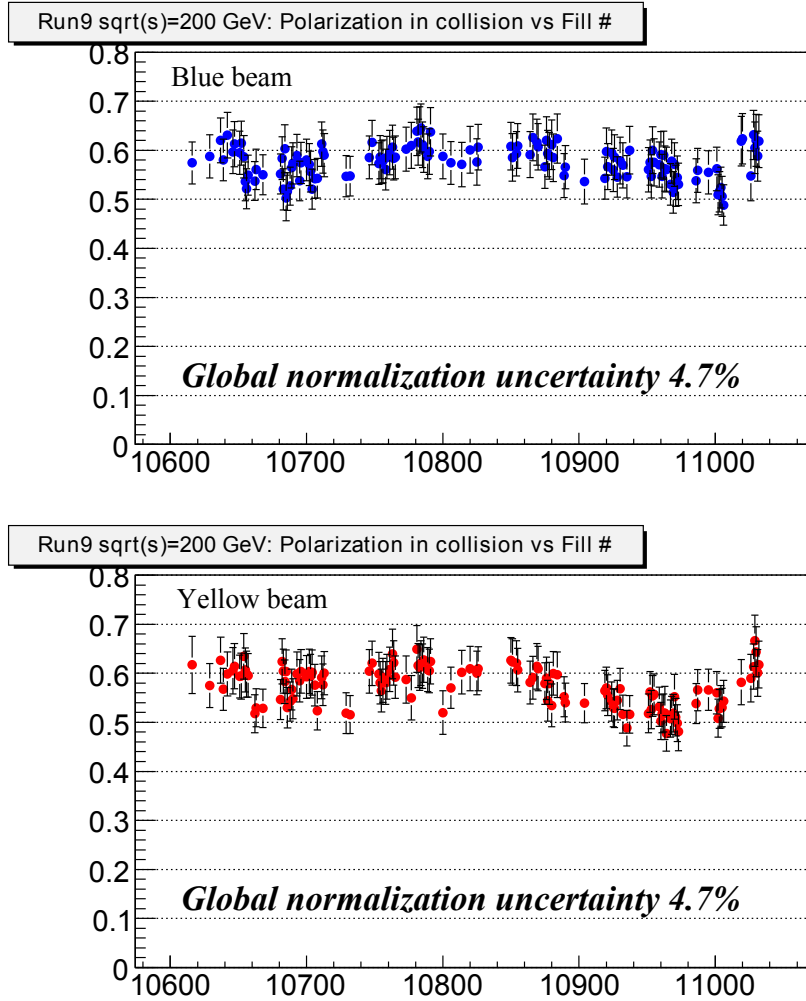 Run9 sqrt(s)=200 GeV: Polarization in collision vs Fill #
0.8
Blue beam
0.7
0.6
0.5
0.4
0.3
0.2
Global normalization uncertainty 4.7%
0.1
0
10600 10700 10800 10900 11000
Run9 sqrt(s)=200 GeV: Polarization in collision vs Fill #
0.8
Yellow beam
0.7
0.6
0.5
0.4
0.3
0.2
Global normalization uncertainty 4.7%
0.1
0
10600 10700 10800 10900 11000